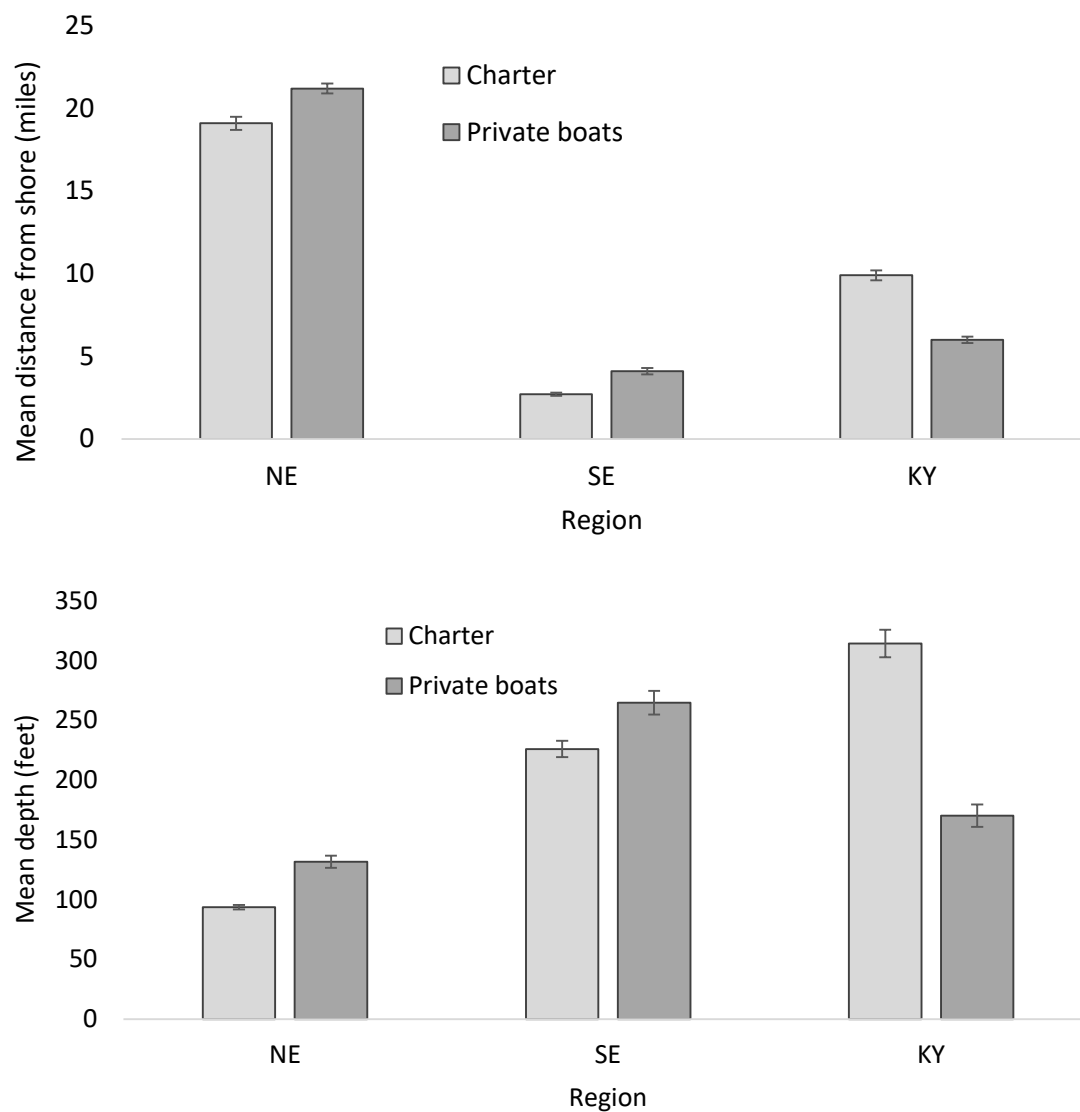 25
20
15
10
5
0
Mean distance from shore (miles)
Charter
Private boats
NE SE KY
Region
350
300
250
200
150
100
50
0
Mean depth (feet)
Charter
Private boats
NE SE KY
Region